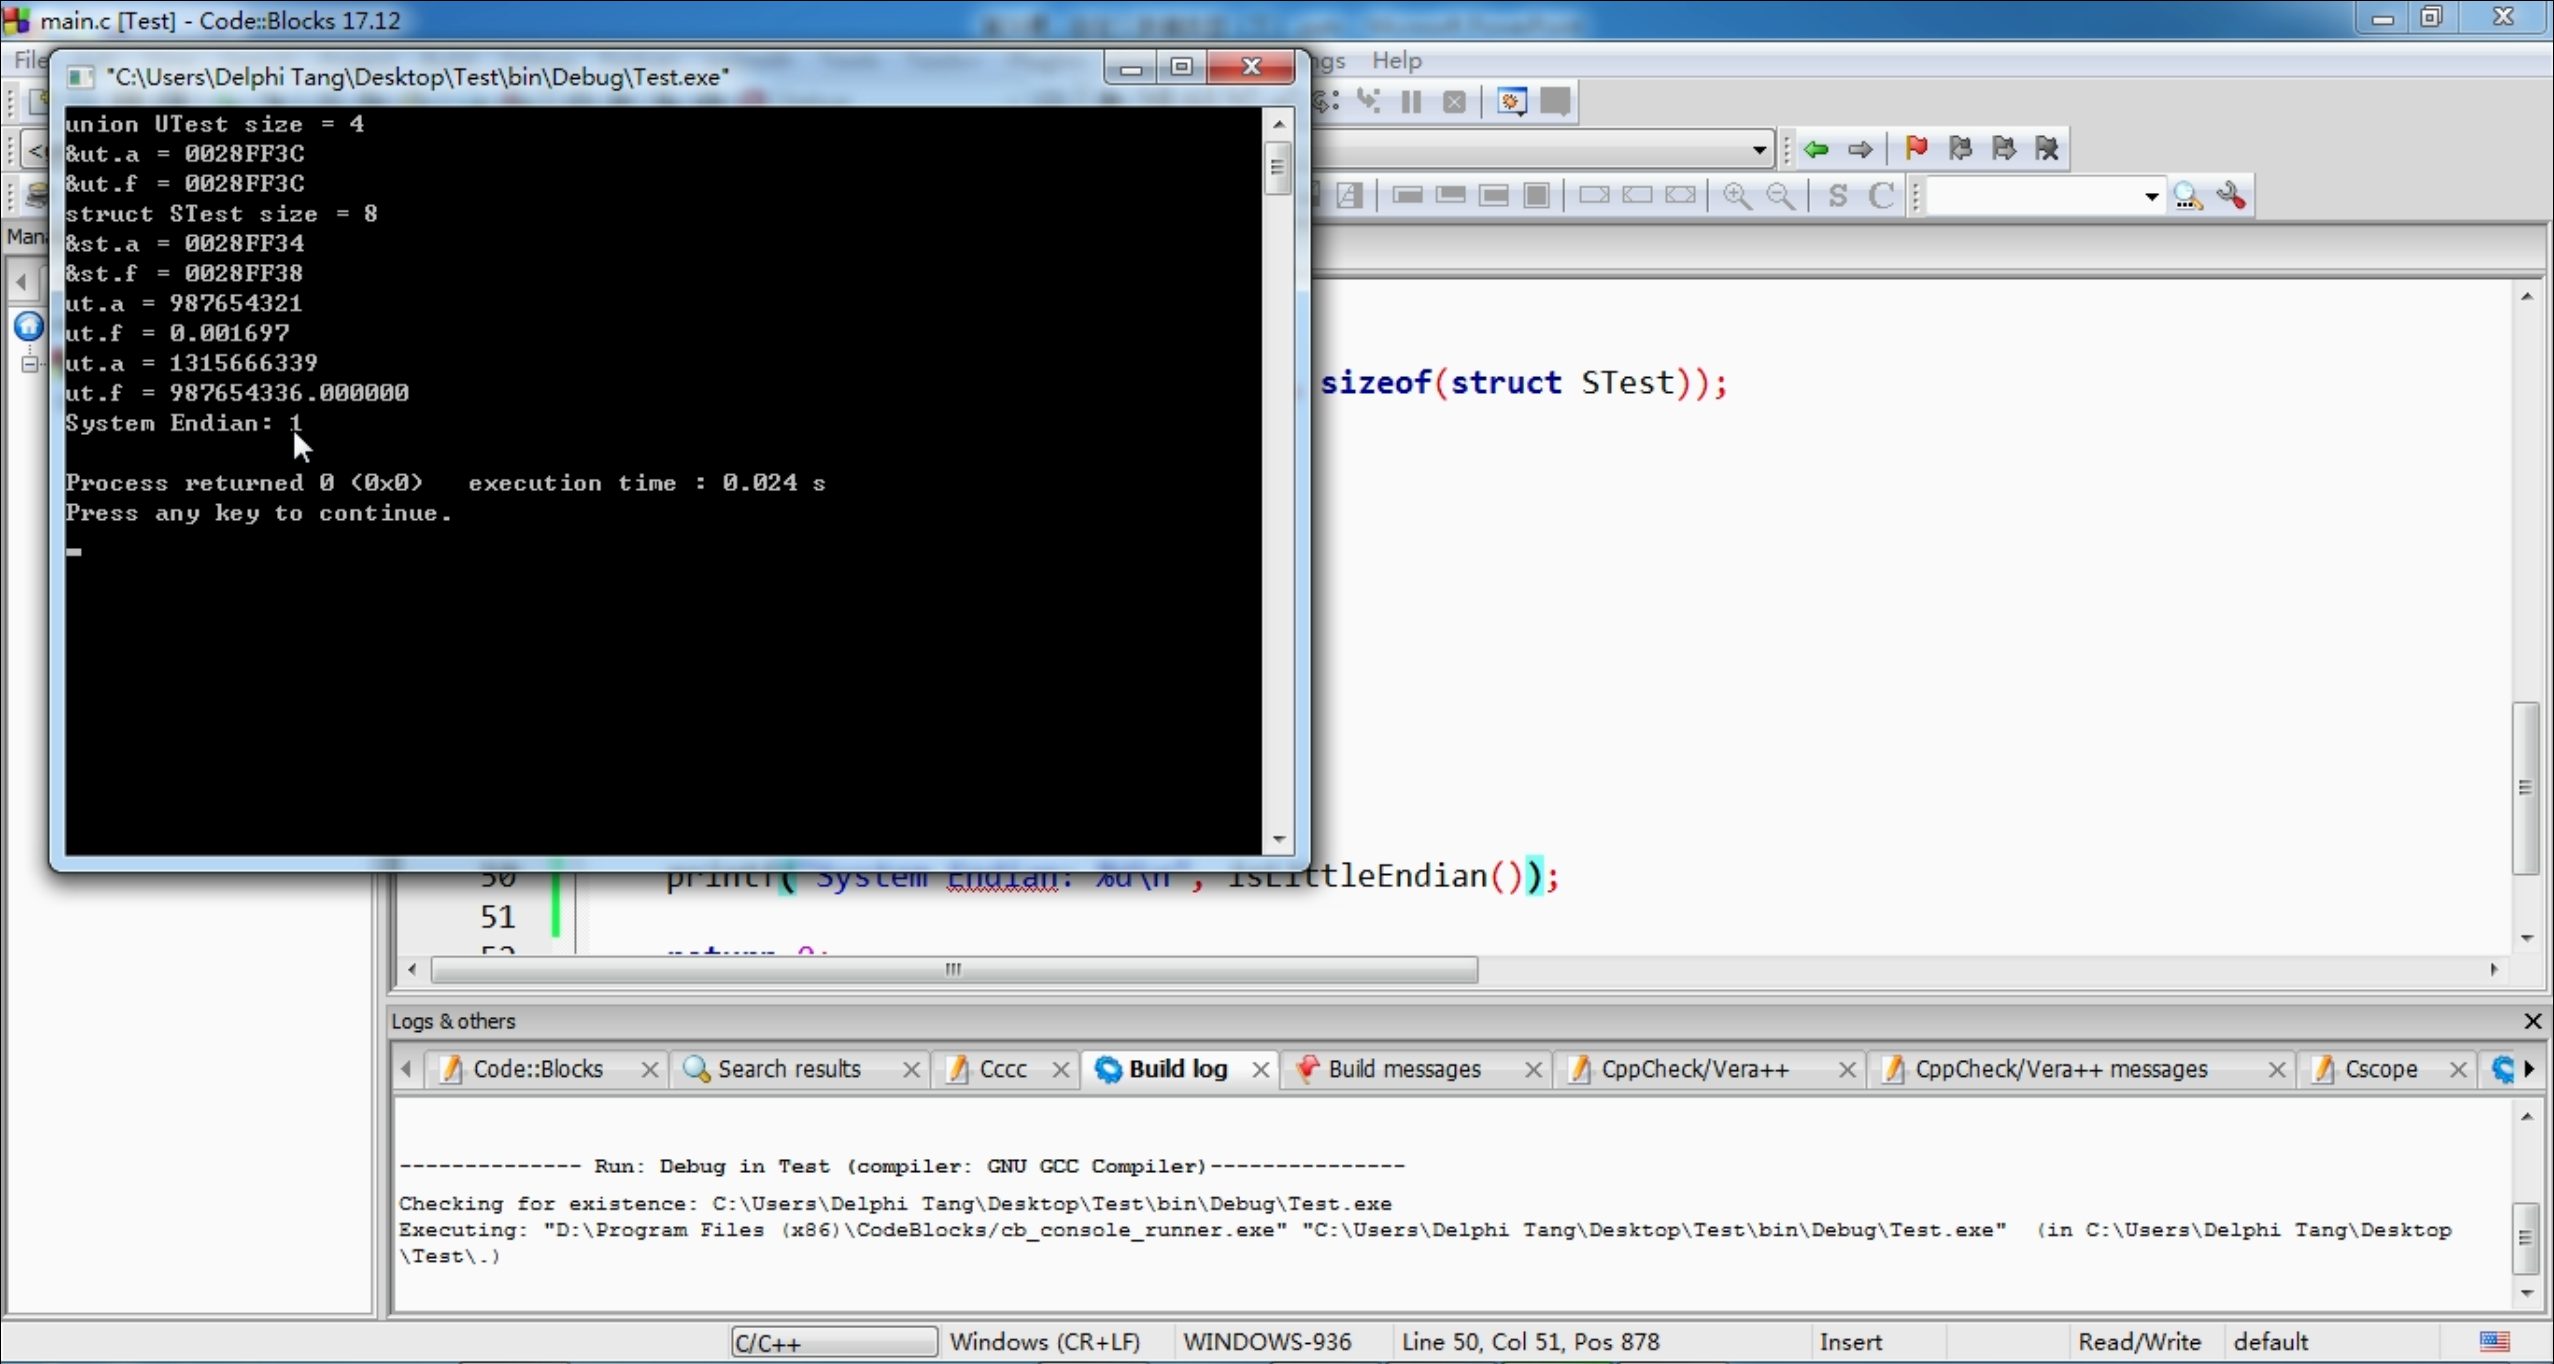 main.c [Test] - Code::Blocks 17.12
File
Help
"C:\Users\Delphi Tang\Desktop\Test\bin\Debug\Test.exe"
union UTest size = 4
&ut.a = 0028FF3C
&ut.f = 0028FF3C
struct STest size = 8
&st.a = 0028FF34
&st.f = 0028FF38
ut.a = 987654321
ut.f = 0.001697
ut.a = 1315666339
ut.f = 987654336.000000
System Endian: 1
Process returned 0 (0x0)   execution time : 0.024 s
Press any key to continue.
S C
sizeof(struct STest));
50 printf("System Endian: %d\n", isLittleEndian());
51
52 return 0;
Logs & others
Code::Blocks Search results Cccc Build log Build messages CppCheck/Vera++ CppCheck/Vera++ messages Cscope
-------------- Run: Debug in Test (compiler: GNU GCC Compiler)---------------
Checking for existence: C:\Users\Delphi Tang\Desktop\Test\bin\Debug\Test.exe
Executing: "D:\Program Files (x86)\CodeBlocks/cb_console_runner.exe" "C:\Users\Delphi Tang\Desktop\Test\bin\Debug\Test.exe"  (in C:\Users\Delphi Tang\Desktop
\Test\.)
C/C++ Windows (CR+LF) WINDOWS-936 Line 50, Col 51, Pos 878 Insert Read/Write default